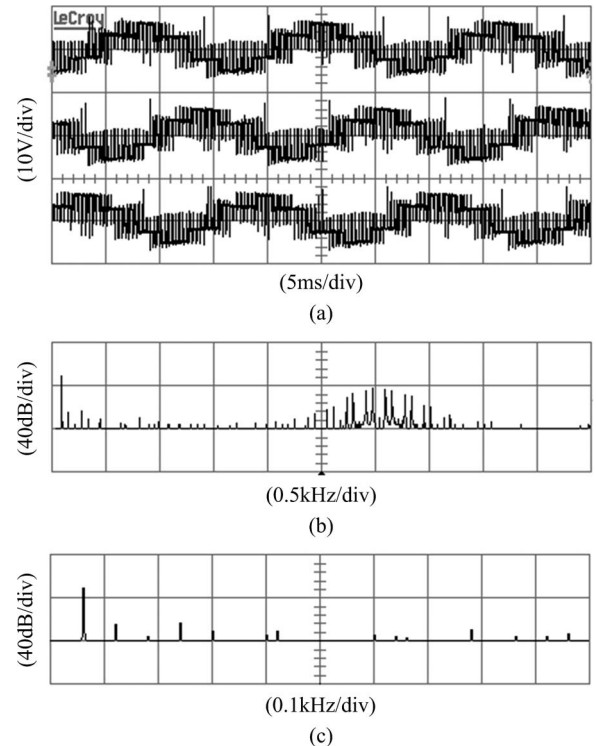 LeCroy
(10V/div)
(5ms/div)
(a)
(40dB/div)
(0.5kHz/div)
(b)
(40dB/div)
(0.1kHz/div)
(c)